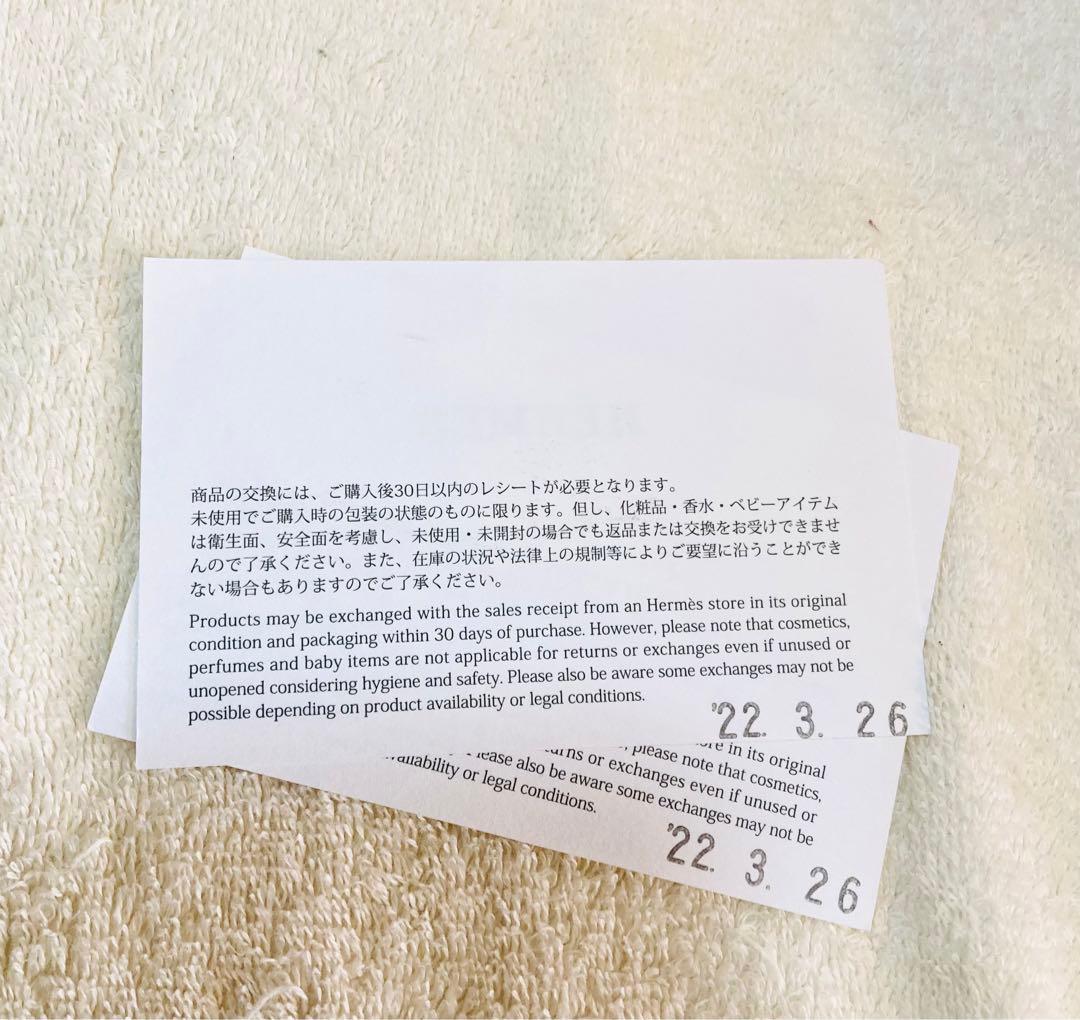 商品の交換には、ご購入後30日以内のレシートが必要となります。
未使用でご購入時の包装の状態のものに限ります。但し、化粧品・香水・ベビーアイテム
は衛生面、安全面を考慮し、未使用・未開封の場合でも返品または交換をお受けできませ
んので了承ください。また、在庫の状況や法律上の規制等によりご要望に沿うことができ
ない場合もありますのでご了承ください。
Products may be exchanged with the sales receipt from an Hermès store in its original
condition and packaging within 30 days of purchase. However, please note that cosmetics,
perfumes and baby items are not applicable for returns or exchanges even if unused or
unopened considering hygiene and safety. Please also be aware some exchanges may not be
possible depending on product availability or legal conditions.
'22. 3. 26
in its original
please note that cosmetics,
or exchanges even if unused or
also be aware some exchanges may not be
or legal conditions.
'22. 3. 26